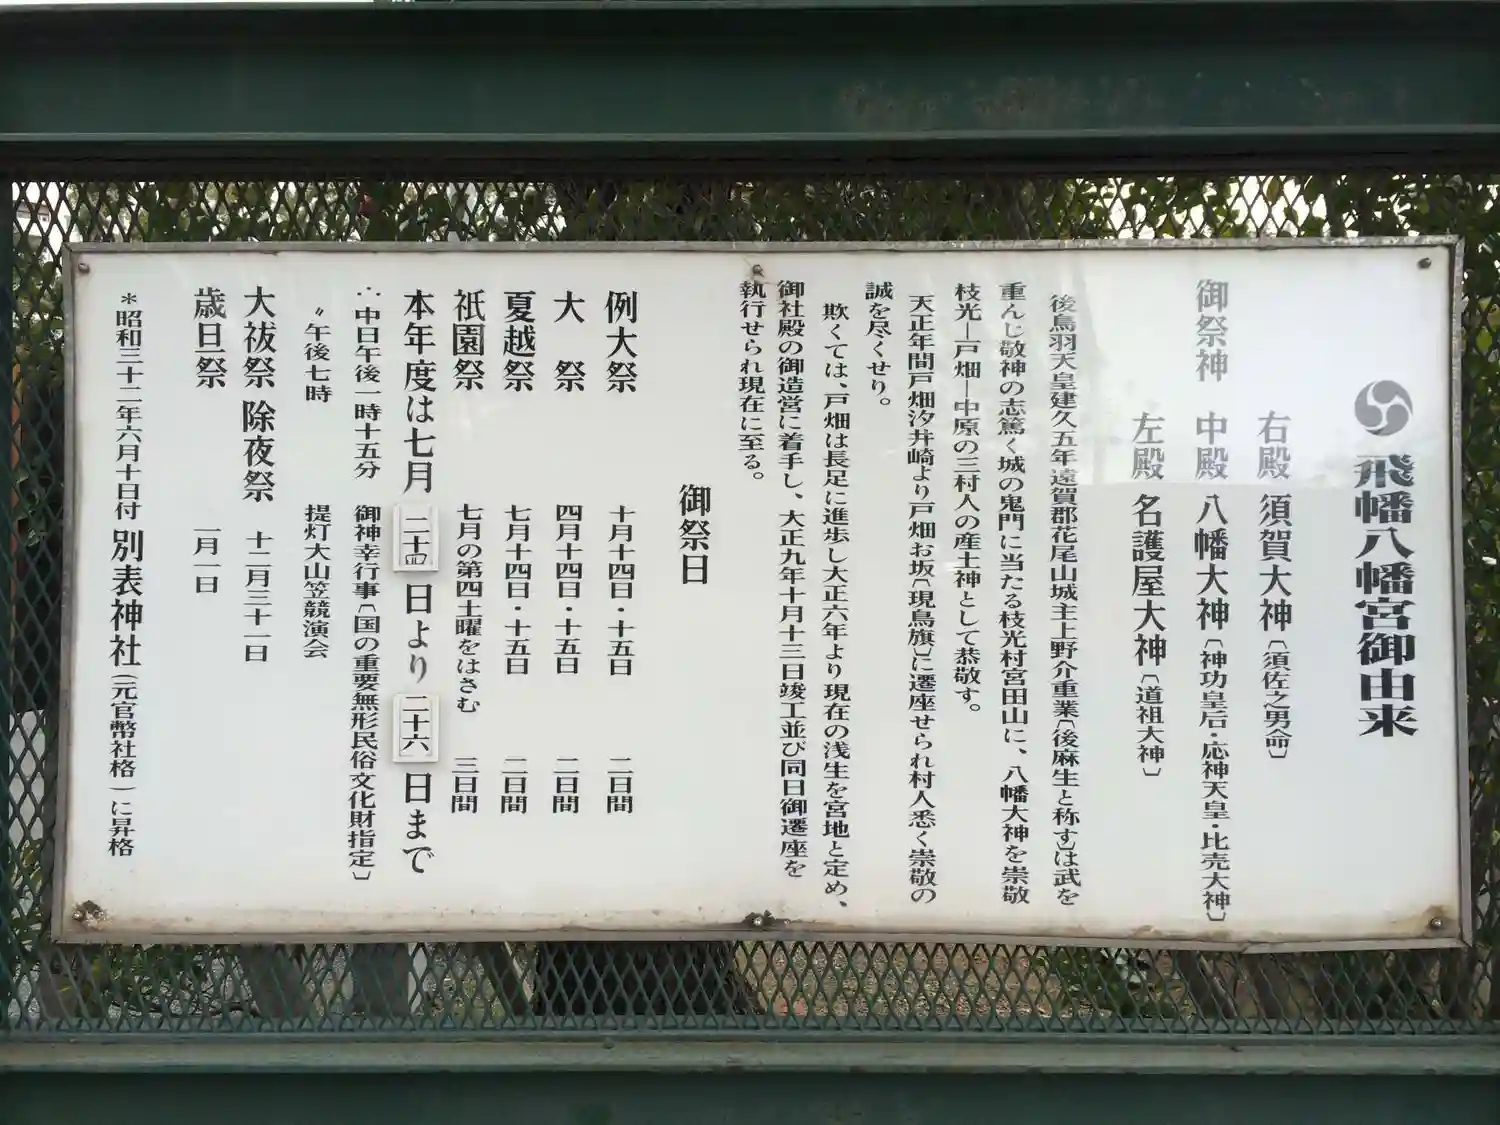 飛幡八幡宮御由来
右殿 須賀大神〔須佐之男命〕
御祭神 中殿 八幡大神〔神功皇后・応神天皇・比売大神〕
左殿 名護屋大神〔道祖大神〕
後鳥羽天皇建久五年遠賀郡花尾山城主上野介重業〔後麻生と称す〕は武を
重んじ敬神の志篤く城の鬼門に当たる枝光村宮田山に、八幡大神を崇敬
枝光―戸畑―中原の三村人の産土神として恭敬す。
天正年間戸畑汐井崎より戸畑お坂〔現鳥旗〕に遷座せられ村人悉く崇敬の
誠を尽くせり。
欺くては、戸畑は長足に進歩し大正六年より現在の浅生を宮地と定め、
御社殿の御造営に着手し、大正九年十月十三日竣工並び同日御遷座を
執行せられ現在に至る。
御祭日
例大祭 十月十四日・十五日 二日間
大祭 四月十四日・十五日 二日間
夏越祭 七月十四日・十五日 二日間
祇園祭 七月の第四土曜をはさむ 三日間
本年度は七月二十四日より二十六日まで
∴中日午後一時十五分 御神幸行事〔国の重要無形民俗文化財指定〕
〃午後七時 提灯大山笠競演会
大祓祭 除夜祭 十二月三十一日
歳旦祭 一月一日
＊昭和三十二年六月十日付 別表神社(元官幣社格)に昇格